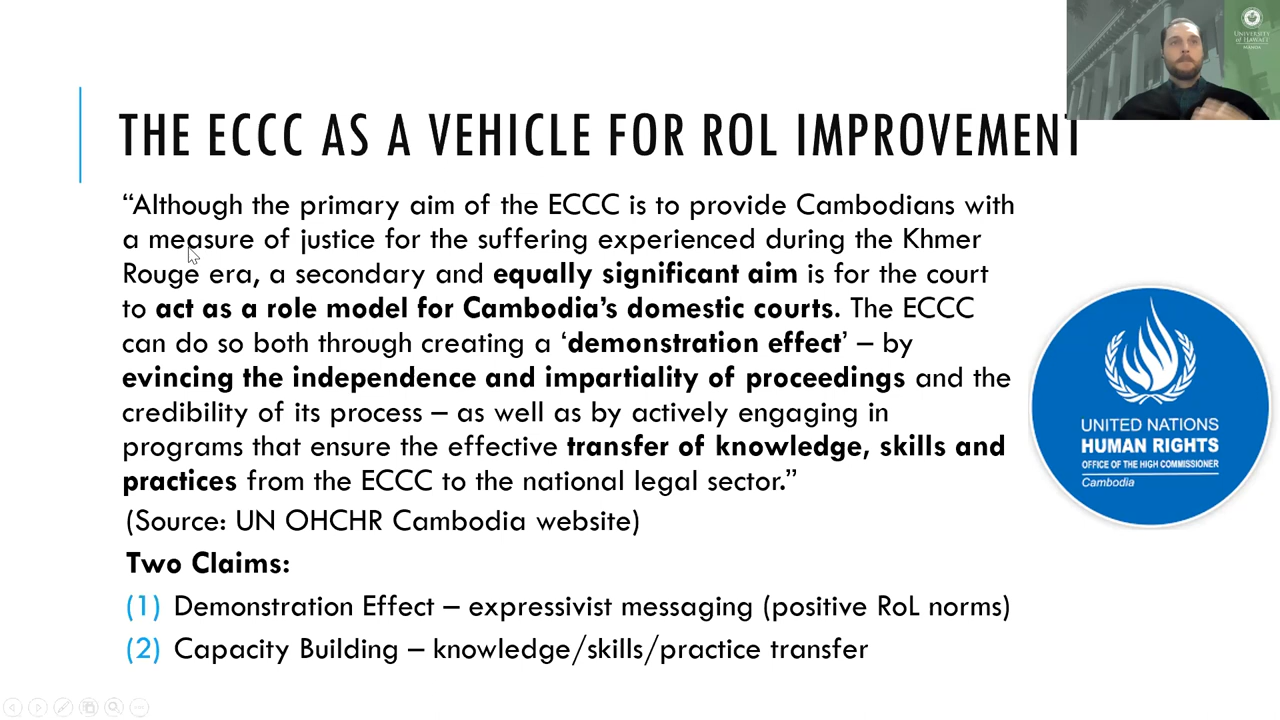 UNIVERSITY
of HAWAI'I
MĀNOA
THE ECCC AS A VEHICLE FOR ROL IMPROVEMENT
“Although the primary aim of the ECCC is to provide Cambodians with
a measure of justice for the suffering experienced during the Khmer
Rouge era, a secondary and equally significant aim is for the court
to act as a role model for Cambodia’s domestic courts. The ECCC
can do so both through creating a ‘demonstration effect’ – by
evincing the independence and impartiality of proceedings and the
credibility of its process – as well as by actively engaging in
programs that ensure the effective transfer of knowledge, skills and
practices from the ECCC to the national legal sector.”
(Source: UN OHCHR Cambodia website)
Two Claims:
(1) Demonstration Effect – expressivist messaging (positive RoL norms)
(2) Capacity Building – knowledge/skills/practice transfer
UNITED NATIONS
HUMAN RIGHTS
OFFICE OF THE HIGH COMMISSIONER
Cambodia